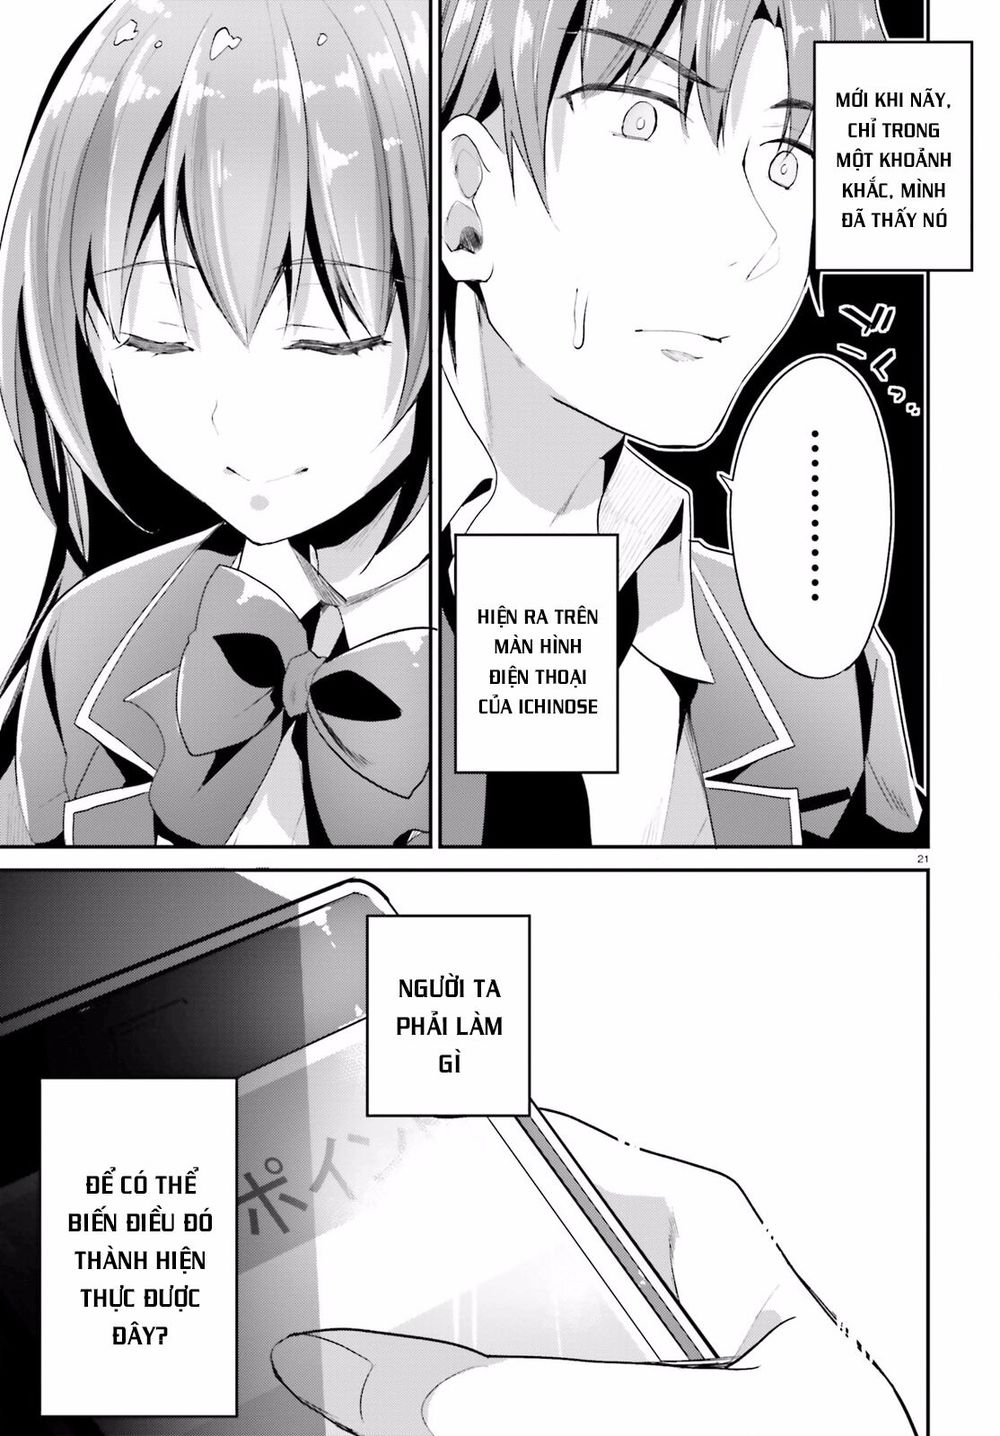 MỚI KHI NÃY,
CHỈ TRONG
MỘT KHOẢNH
KHẮC, MÌNH
ĐÃ THẤY NÓ
HIỆN RA TRÊN
MÀN HÌNH
ĐIỆN THOẠI
CỦA ICHINOSE
21
NGƯỜI TA
PHẢI LÀM
GÌ
ポイン
ĐỂ CÓ THỂ
BIẾN ĐIỀU ĐÓ
THÀNH HIỆN
THỰC ĐƯỢC
ĐÂY?